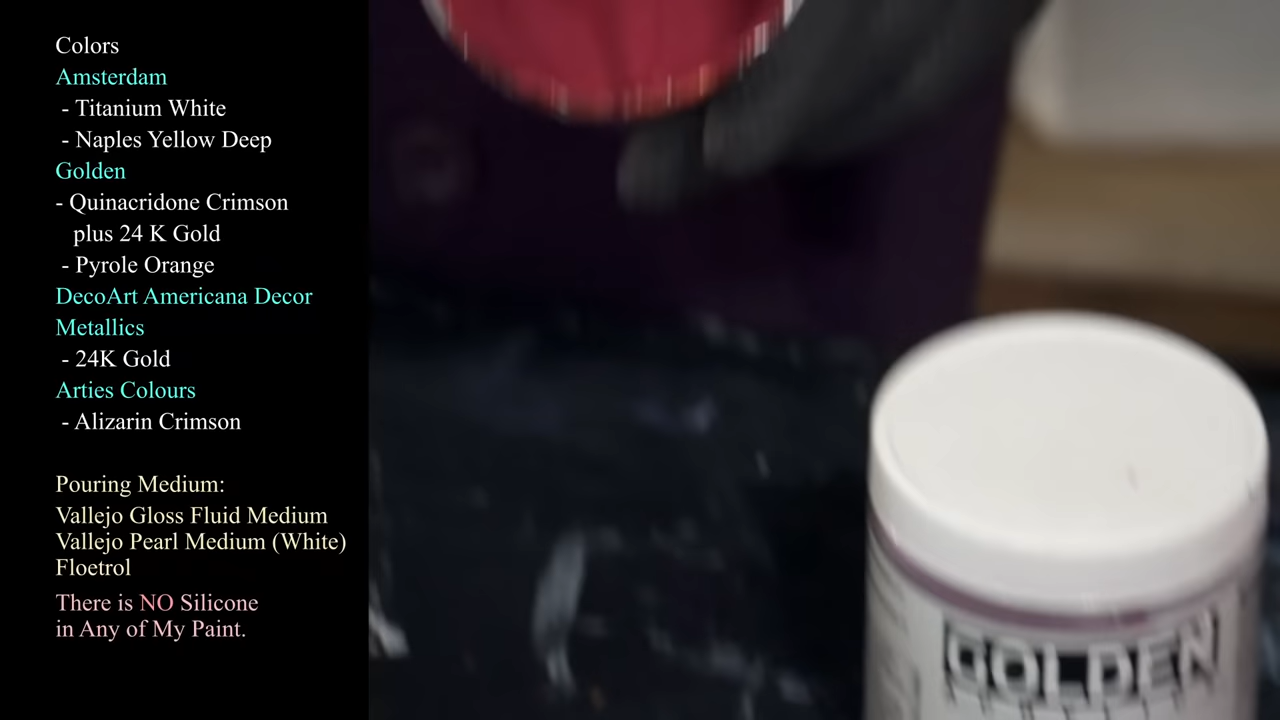 Colors
Amsterdam
- Titanium White
- Naples Yellow Deep
Golden
- Quinacridone Crimson
plus 24 K Gold
- Pyrole Orange
DecoArt Americana Decor
Metallics
- 24K Gold
Arties Colours
- Alizarin Crimson
Pouring Medium:
Vallejo Gloss Fluid Medium
Vallejo Pearl Medium (White)
Floetrol
There is NO Silicone
in Any of My Paint.
GOLDEN